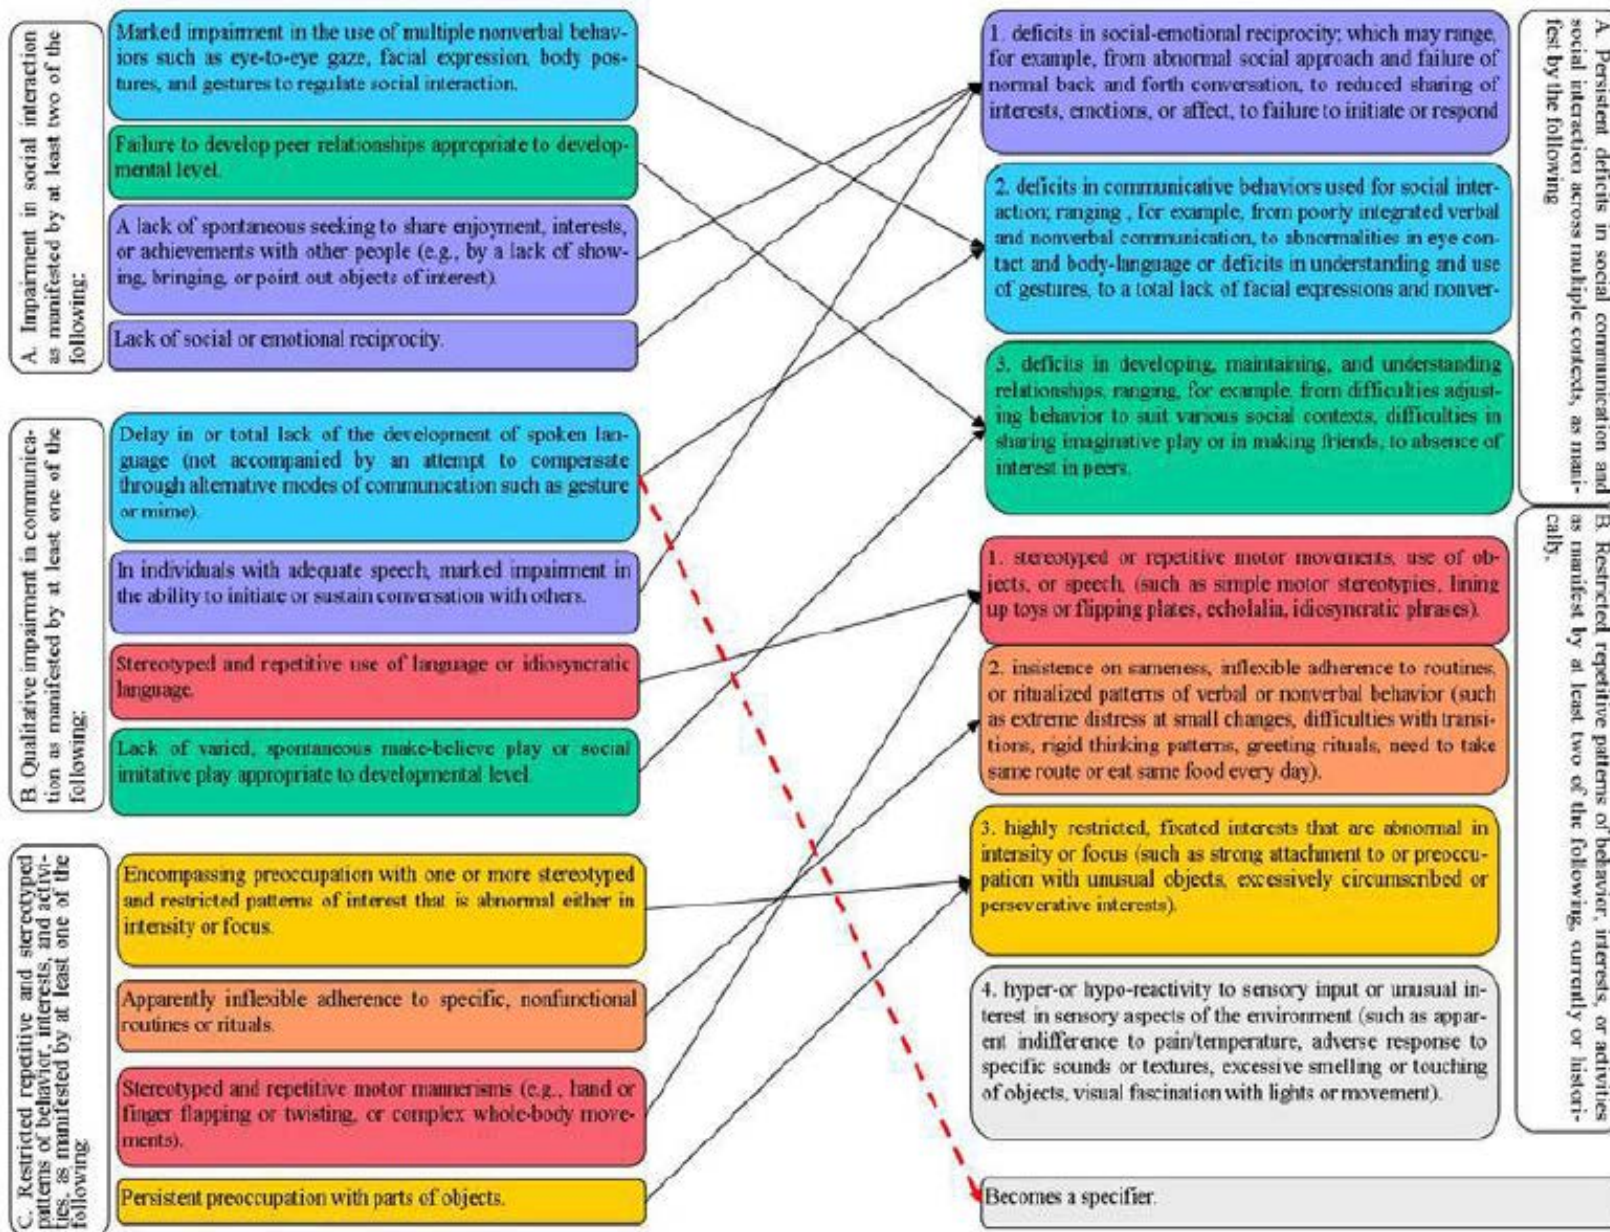 A. Impairment in social interaction
as manifested by at least two of the
following:
Marked impairment in the use of multiple nonverbal behav-
iors such as eye-to-eye gaze, facial expression, body pos-
tures, and gestures to regulate social interaction.
Failure to develop peer relationships appropriate to develop-
mental level.
A lack of spontaneous seeking to share enjoyment, interests,
or achievements with other people (e.g., by a lack of show-
ing, bringing, or point out objects of interest).
Lack of social or emotional reciprocity.
B. Qualitative impairment in communica-
tion as manifested by at least one of the
following:
Delay in or total lack of the development of spoken lan-
guage (not accompanied by an attempt to compensate
through alternative modes of communication such as gesture
or mime).
In individuals with adequate speech, marked impairment in
the ability to initiate or sustain conversation with others.
Stereotyped and repetitive use of language or idiosyncratic
language.
Lack of varied, spontaneous make-believe play or social
imitative play appropriate to developmental level.
C. Restricted repetitive and stereotyped
patterns of behavior, interests, and activi-
ties, as manifested by at least one of the
following.
Encompassing preoccupation with one or more stereotyped
and restricted patterns of interest that is abnormal either in
intensity or focus.
Apparently inflexible adherence to specific, nonfunctional
routines or rituals.
Stereotyped and repetitive motor mannerisms (e.g., hand or
finger flapping or twisting, or complex whole-body move-
ments).
Persistent preoccupation with parts of objects.
1. deficits in social-emotional reciprocity; which may range,
for example, from abnormal social approach and failure of
normal back and forth conversation, to reduced sharing of
interests, emotions, or affect, to failure to initiate or respond
2. deficits in communicative behaviors used for social inter-
action; ranging , for example, from poorly integrated verbal
and nonverbal communication, to abnormalities in eye con-
tact and body-language or deficits in understanding and use
of gestures, to a total lack of facial expressions and nonver-
3. deficits in developing, maintaining, and understanding
relationships, ranging, for example, from difficulties adjust-
ing behavior to suit various social contexts, difficulties in
sharing imaginative play or in making friends, to absence of
interest in peers.
A. Persistent deficits in social communication and
social interaction across multiple contexts, as mani-
fest by the following
1. stereotyped or repetitive motor movements, use of ob-
jects, or speech, (such as simple motor stereotypies, lining
up toys or flipping plates, echolalia, idiosyncratic phrases).
2. insistence on sameness, inflexible adherence to routines,
or ritualized patterns of verbal or nonverbal behavior (such
as extreme distress at small changes, difficulties with transi-
tions, rigid thinking patterns, greeting rituals, need to take
same route or eat same food every day).
3. highly restricted, fixated interests that are abnormal in
intensity or focus (such as strong attachment to or preoccu-
pation with unusual objects, excessively circumscribed or
perseverative interests).
4. hyper-or hypo-reactivity to sensory input or unusual in-
terest in sensory aspects of the environment (such as appar-
ent indifference to pain/temperature, adverse response to
specific sounds or textures, excessive smelling or touching
of objects, visual fascination with lights or movement).
B. Restricted, repetitive patterns of behavior, interests, or activities
as manifest by at least two of the following, currently or histori-
cally,
Becomes a specifier.